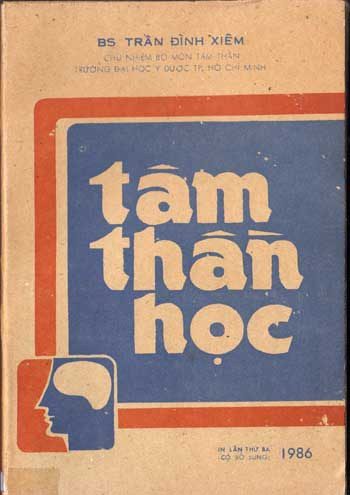 BS TRẦN ĐÌNH XIÊM
CHỦ NHIỆM BỘ MÔN TÂM THẦN
TRƯỜNG ĐẠI HỌC Y DƯỢC TP. HỒ CHÍ MINH
tâm
thần
học
IN LẦN THỨ BA
(CÓ BỔ SUNG)
1986